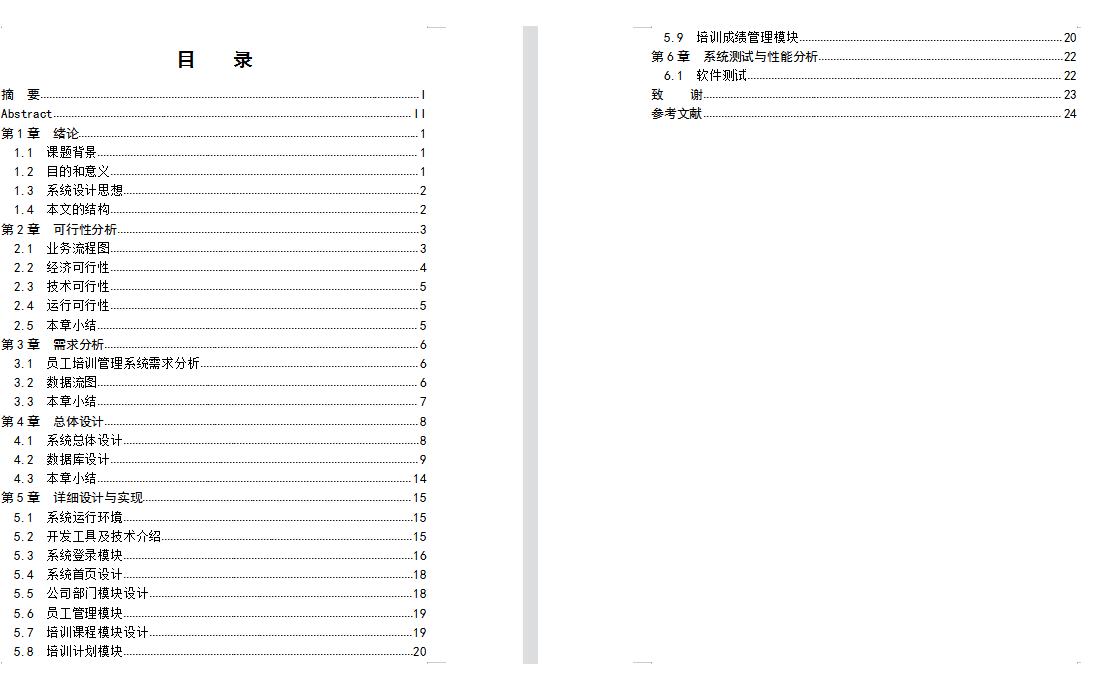 目　　录
摘　要 I
Abstract II
第1章　绪论 1
1.1　课题背景 1
1.2　目的和意义 1
1.3　系统设计思想 2
1.4　本文的结构 2
第2章　可行性分析 3
2.1　业务流程图 3
2.2　经济可行性 4
2.3　技术可行性 5
2.4　运行可行性 5
2.5　本章小结 5
第3章　需求分析 6
3.1　员工培训管理系统需求分析 6
3.2　数据流图 6
3.3　本章小结 7
第4章　总体设计 8
4.1　系统总体设计 8
4.2　数据库设计 9
4.3　本章小结 14
第5章　详细设计与实现 15
5.1　系统运行环境 15
5.2　开发工具及技术介绍 15
5.3　系统登录模块 16
5.4　系统首页设计 18
5.5　公司部门模块设计 18
5.6　员工管理模块 19
5.7　培训课程模块设计 19
5.8　培训计划模块 20
5.9　培训成绩管理模块 20
第6章　系统测试与性能分析 22
6.1　软件测试 22
致　　谢 23
参考文献 24